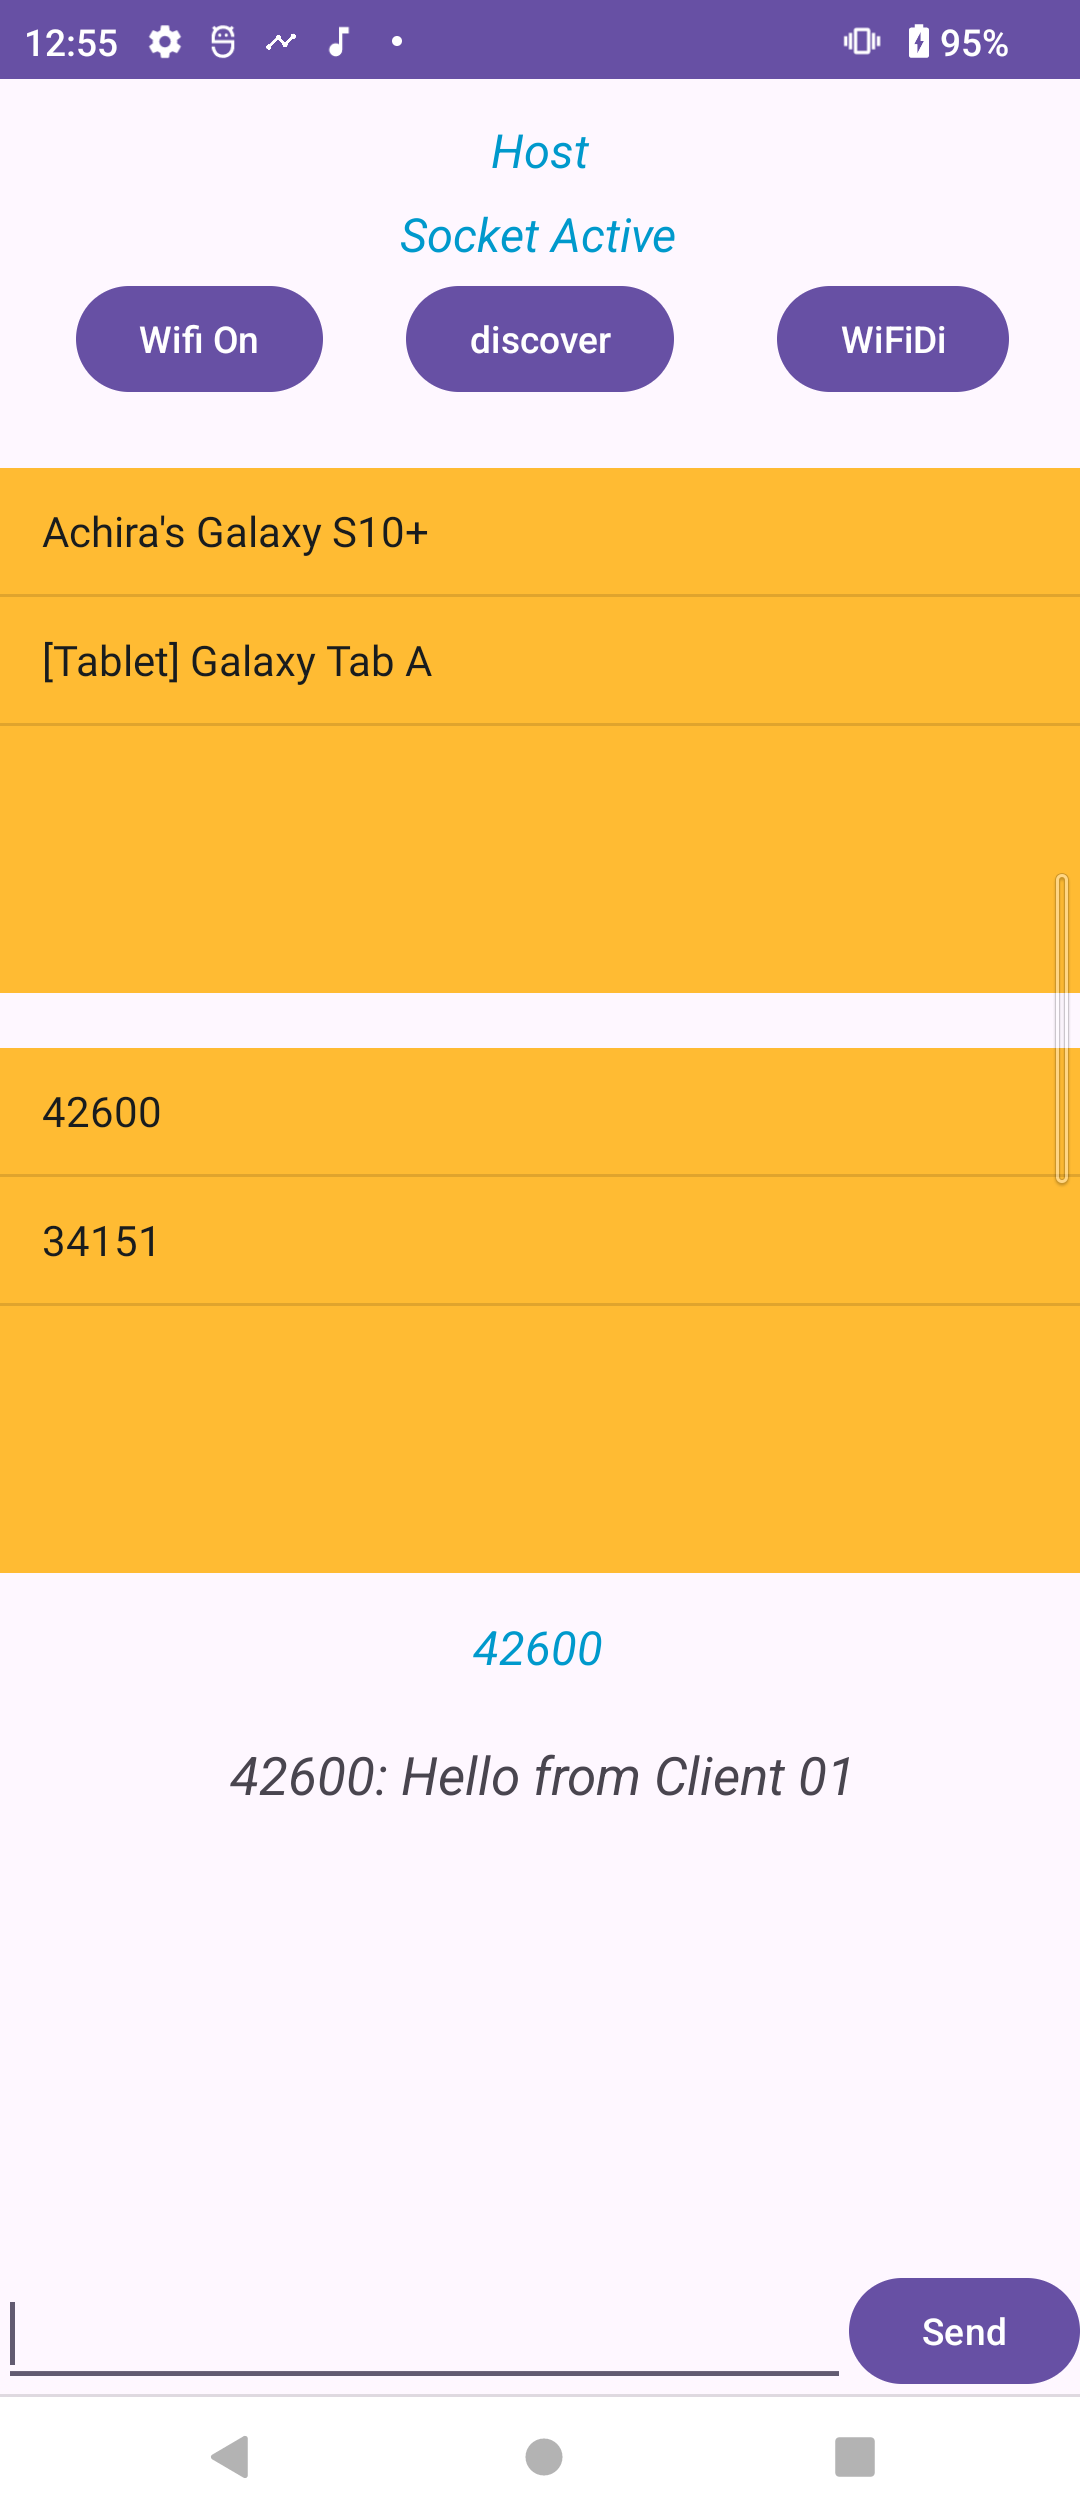 12:55 95%
Host
Socket Active
Wifi On discover WiFiDi
Achira's Galaxy S10+
[Tablet] Galaxy Tab A
42600
34151
42600
42600: Hello from Client 01
Send